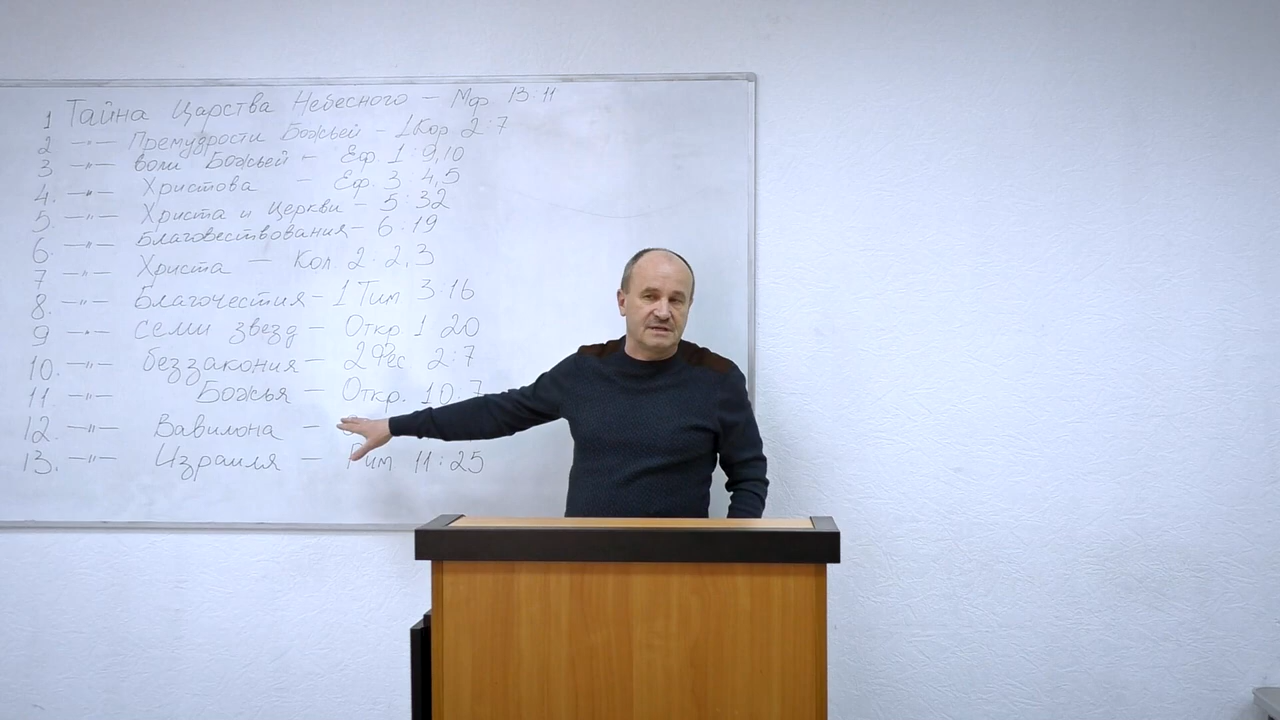 1 Тайна Царства Небесного – Мф. 13:11
2 —"— Премудрости Божьей – 1Кор 2:7
3 —"— воли Божьей – Еф. 1:9,10
4. —"— Христова – Еф. 3:4,5
5. —"— Христа и Церкви – 5:32
6. —"— Благовествования – 6:19
7 —"— Христа – Кол. 2:2,3
8. —"— Благочестия – 1 Тим 3:16
9 —"— семи звезд – Откр. 1 20
10. —"— беззакония – 2 Фес 2:7
11. —"— Божья – Откр. 10:7
12. —"— Вавилона –
13. —"— Израиля – Рим 11:25